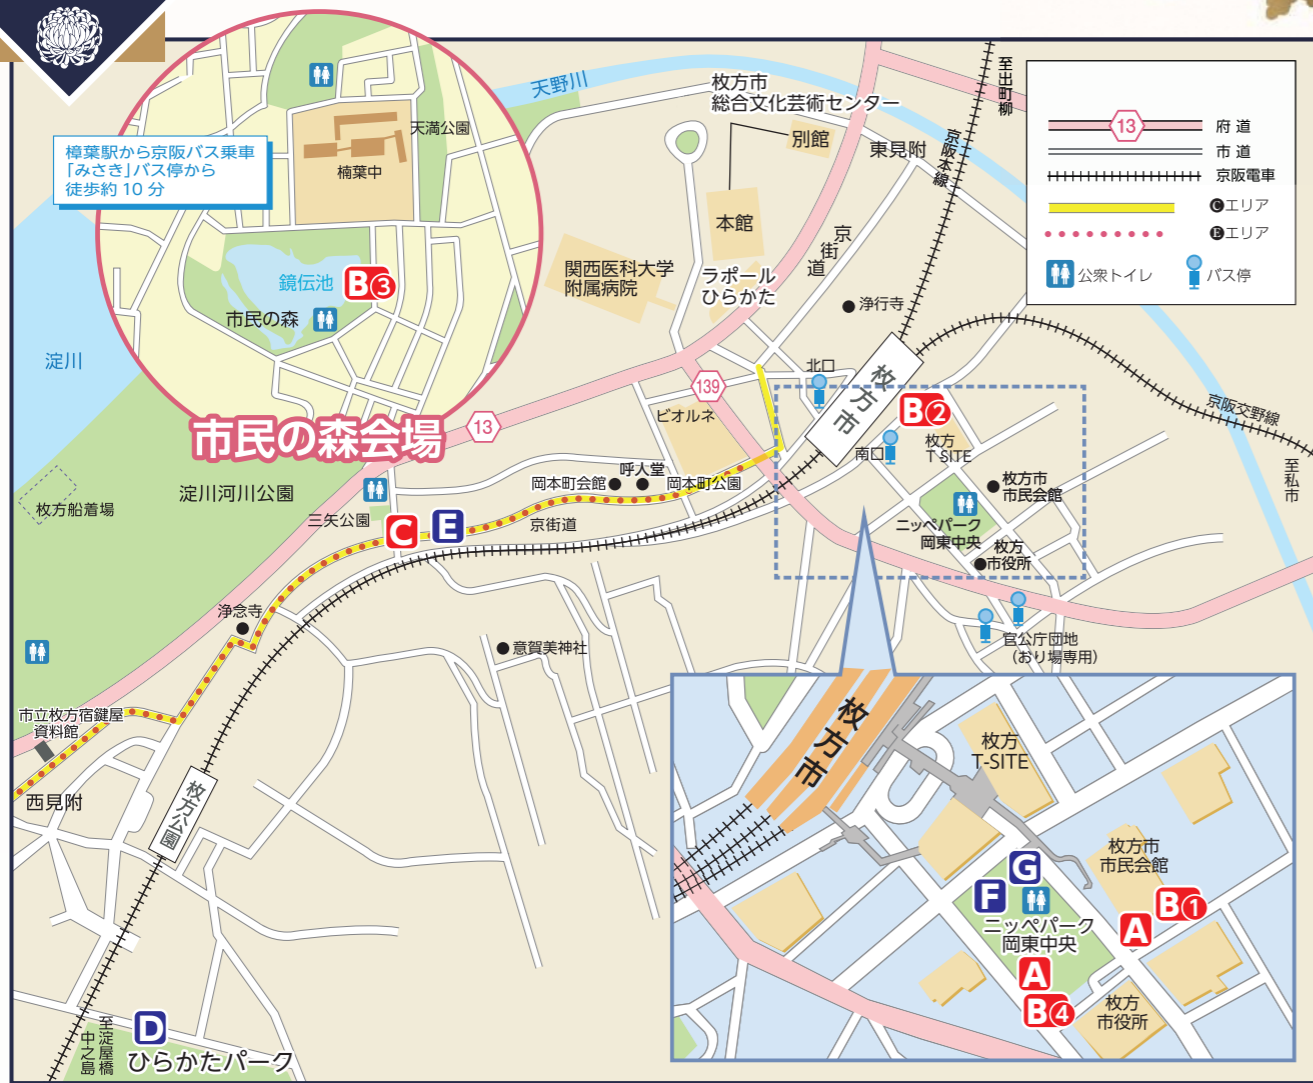 樟葉駅から京阪バス乗車
「みさき」バス停から
徒歩約10分
天満公園
楠葉中
鏡伝池
B③
市民の森
市民の森会場
淀川
天野川
枚方市
総合文化芸術センター
別館
本館
東見附
京阪本線
至出町柳
13
府道
市道
京阪電車
Cエリア
Eエリア
公衆トイレ
バス停
関西医科大学
附属病院
ラポール
ひらかた
京街道
浄行寺
139
13
北口
枚方市
B②
南口
枚方
T SITE
京阪交野線
至私市
ビオルネ
呼人堂
岡本町会館
岡本町公園
枚方市
市民会館
ニッペパーク
岡東中央
枚方
市役所
官公庁団地
(おり場専用)
淀川河川公園
枚方船着場
三矢公園
C
E
京街道
浄念寺
意賀美神社
市立枚方宿鍵屋
資料館
西見附
枚方公園
D
ひらかたパーク
至淀屋橋
中之島
枚方市
枚方
T-SITE
枚方市
市民会館
G
F
ニッペパーク
岡東中央
B①
A
A
B④
枚方
市役所